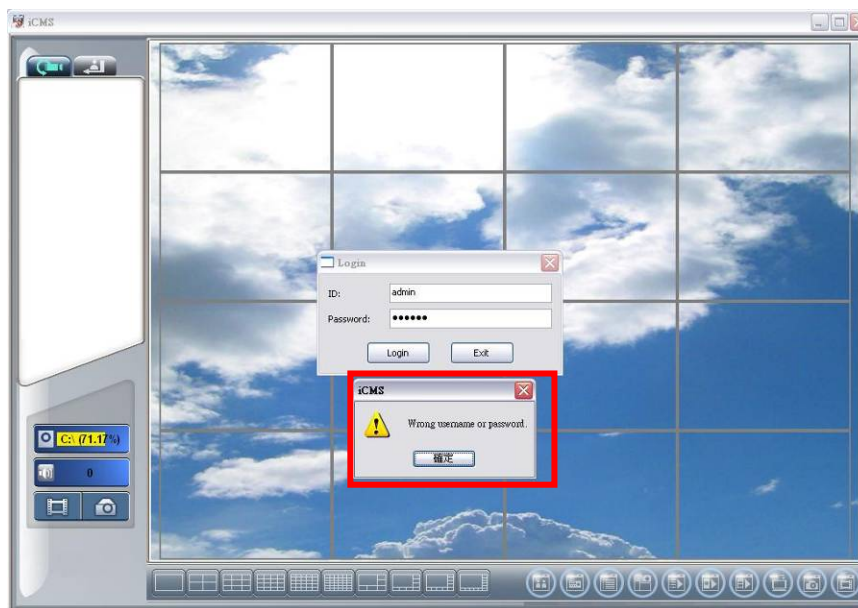 iCMS
Login
ID:
admin
Password:
Login
Exit
iCMS
Wrong username or password.
確定
C:\ (71.17%)
0